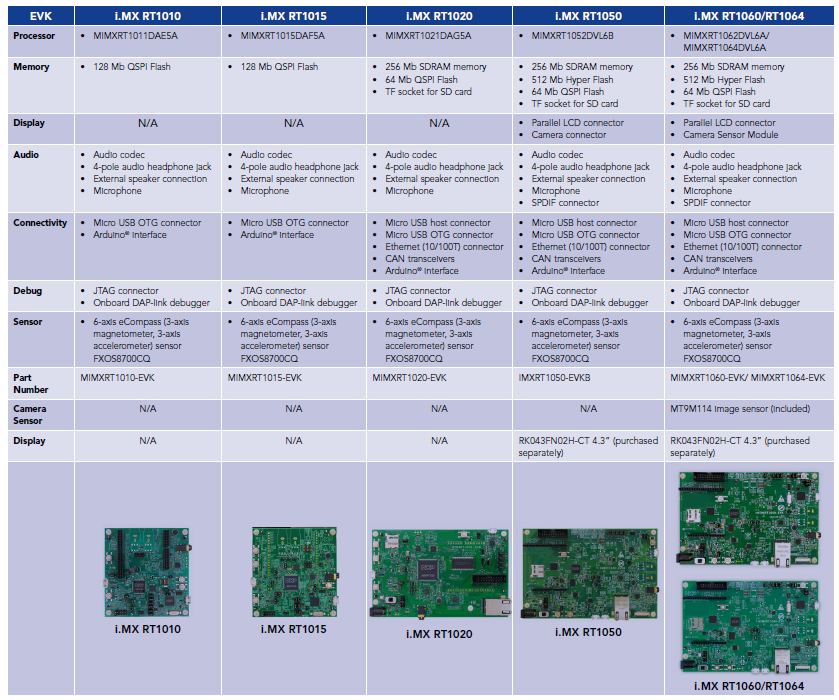 EVK i.MX RT1010 i.MX RT1015 i.MX RT1020 i.MX RT1050 i.MX RT1060/RT1064
Processor
• MIMXRT1011DAE5A
• MIMXRT1015DAF5A
• MIMXRT1021DAG5A
• MIMXRT1052DVL6B
• MIMXRT1062DVL6A/
MIMXRT1064DVL6A
Memory
• 128 Mb QSPI Flash
• 128 Mb QSPI Flash
• 256 Mb SDRAM memory
• 64 Mb QSPI Flash
• TF socket for SD card
• 256 Mb SDRAM memory
• 512 Mb Hyper Flash
• 64 Mb QSPI Flash
• TF socket for SD card
• 256 Mb SDRAM memory
• 512 Mb Hyper Flash
• 64 Mb QSPI Flash
• TF socket for SD card
Display
N/A
N/A
N/A
• Parallel LCD connector
• Camera connector
• Parallel LCD connector
• Camera Sensor Module
Audio
• Audio codec
• 4-pole audio headphone jack
• External speaker connection
• Microphone
• Audio codec
• 4-pole audio headphone jack
• External speaker connection
• Microphone
• Audio codec
• 4-pole audio headphone jack
• External speaker connection
• Microphone
• Audio codec
• 4-pole audio headphone jack
• External speaker connection
• Microphone
• SPDIF connector
• Audio codec
• 4-pole audio headphone jack
• External speaker connection
• Microphone
• SPDIF connector
Connectivity
• Micro USB OTG connector
• Arduino® interface
• Micro USB OTG connector
• Arduino® interface
• Micro USB host connector
• Micro USB OTG connector
• Ethernet (10/100T) connector
• CAN transceivers
• Arduino® interface
• Micro USB host connector
• Micro USB OTG connector
• Ethernet (10/100T) connector
• CAN transceivers
• Arduino® interface
• Micro USB host connector
• Micro USB OTG connector
• Ethernet (10/100T) connector
• CAN transceivers
• Arduino® interface
Debug
• JTAG connector
• Onboard DAP-link debugger
• JTAG connector
• Onboard DAP-link debugger
• JTAG connector
• Onboard DAP-link debugger
• JTAG connector
• Onboard DAP-link debugger
• JTAG connector
• Onboard DAP-link debugger
Sensor
• 6-axis eCompass (3-axis
magnetometer, 3-axis
accelerometer) sensor
FXOS8700CQ
• 6-axis eCompass (3-axis
magnetometer, 3-axis
accelerometer) sensor
FXOS8700CQ
• 6-axis eCompass (3-axis
magnetometer, 3-axis
accelerometer) sensor
FXOS8700CQ
• 6-axis eCompass (3-axis
magnetometer, 3-axis
accelerometer) sensor
FXOS8700CQ
• 6-axis eCompass (3-axis
magnetometer, 3-axis
accelerometer) sensor
FXOS8700CQ
Part
Number
MIMXRT1010-EVK
MIMXRT1015-EVK
MIMXRT1020-EVK
IMXRT1050-EVKB
MIMXRT1060-EVK/ MIMXRT1064-EVK
Camera
Sensor
N/A
N/A
N/A
N/A
MT9M114 Image sensor (Included)
Display
N/A
N/A
N/A
RK043FN02H-CT 4.3” (purchased
separately)
RK043FN02H-CT 4.3” (purchased
separately)
i.MX RT1010
i.MX RT1015
i.MX RT1020
i.MX RT1050
i.MX RT1060/RT1064